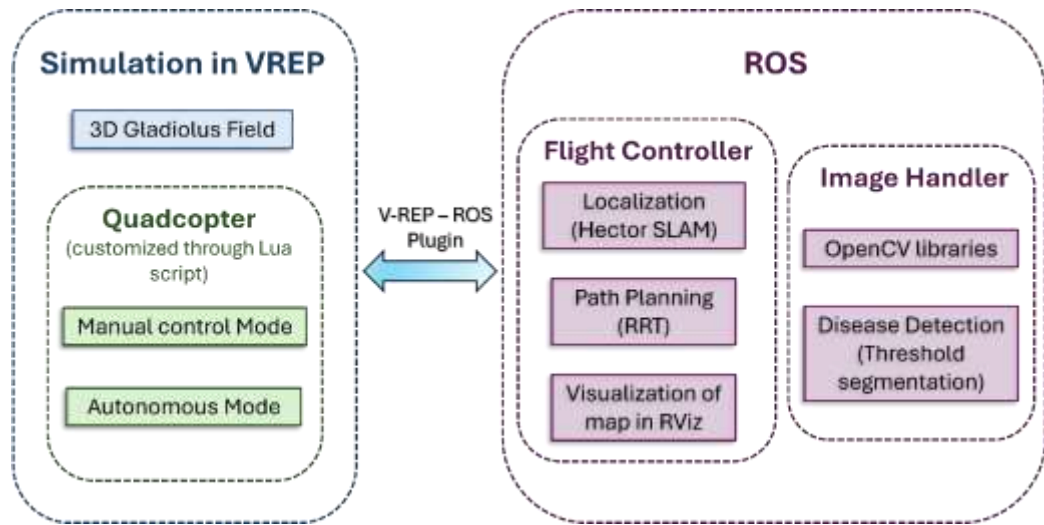 Simulation in VREP
3D Gladiolus Field
Quadcopter
(customized through Lua
script)
Manual control Mode
Autonomous Mode
V-REP – ROS
Plugin
ROS
Flight Controller
Localization
(Hector SLAM)
Path Planning
(RRT)
Visualization of
map in RViz
Image Handler
OpenCV libraries
Disease Detection
(Threshold
segmentation)